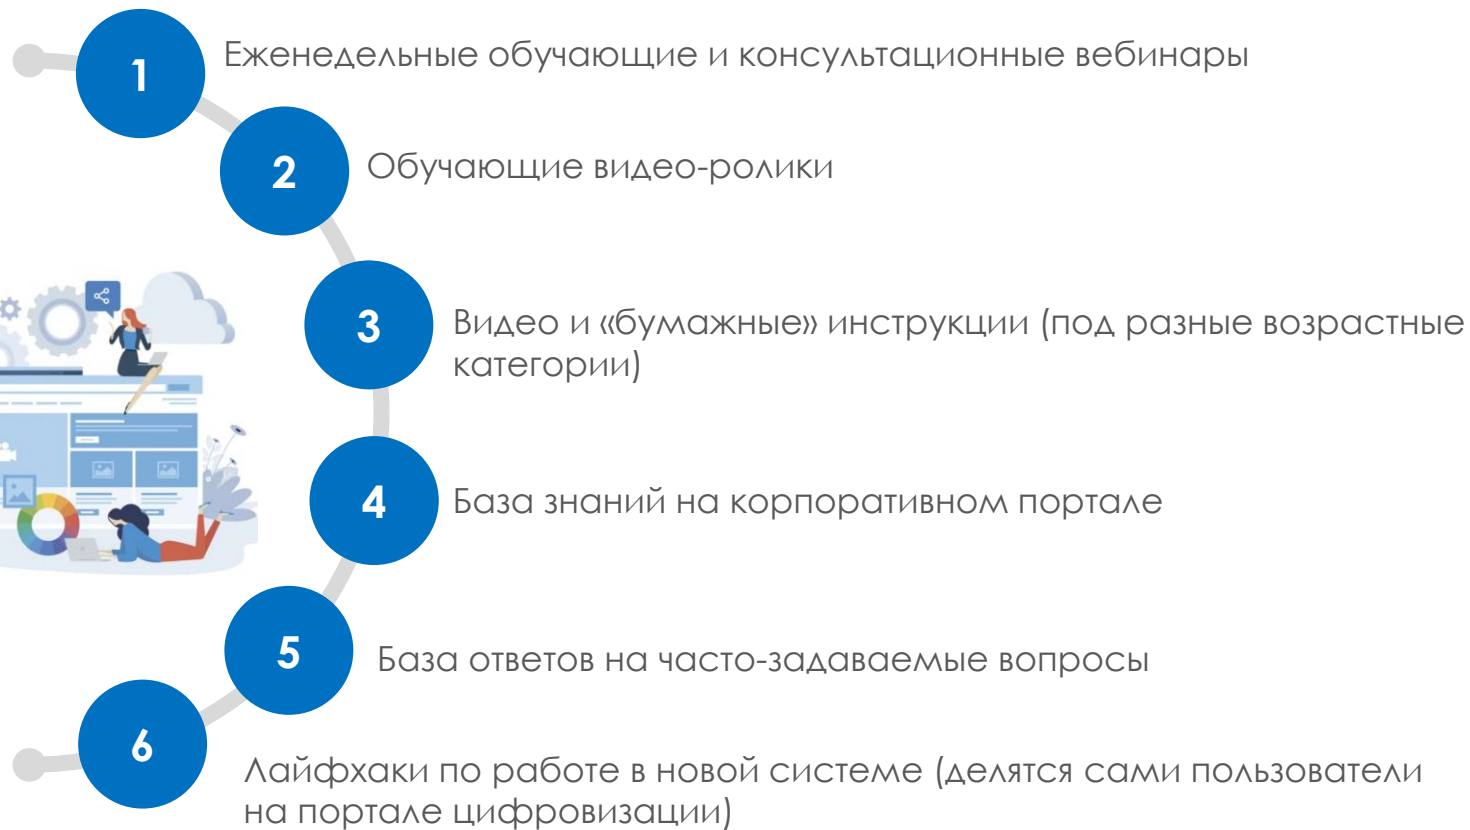 1
Еженедельные обучающие и консультационные вебинары
2
Обучающие видео-ролики
3
Видео и «бумажные» инструкции (под разные возрастные
категории)
4
База знаний на корпоративном портале
5
База ответов на часто-задаваемые вопросы
6
Лайфхаки по работе в новой системе (делятся сами пользователи
на портале цифровизации)